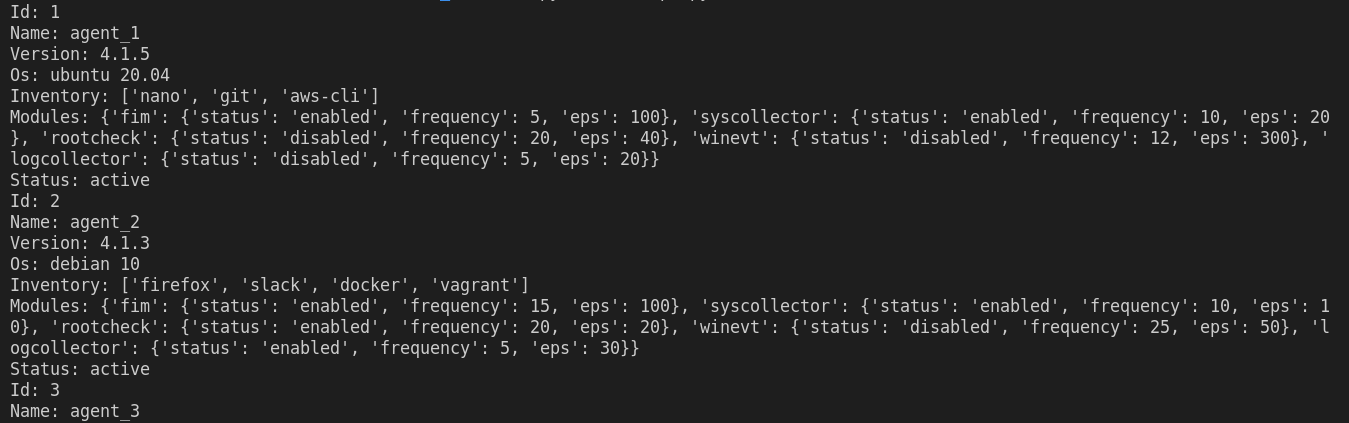 Id: 1
Name: agent_1
Version: 4.1.5
Os: ubuntu 20.04
Inventory: ['nano', 'git', 'aws-cli']
Modules: {'fim': {'status': 'enabled', 'frequency': 5, 'eps': 100}, 'syscollector': {'status': 'enabled', 'frequency': 10, 'eps': 20
}, 'rootcheck': {'status': 'disabled', 'frequency': 20, 'eps': 40}, 'winevt': {'status': 'disabled', 'frequency': 12, 'eps': 300}, '
logcollector': {'status': 'disabled', 'frequency': 5, 'eps': 20}}
Status: active
Id: 2
Name: agent_2
Version: 4.1.3
Os: debian 10
Inventory: ['firefox', 'slack', 'docker', 'vagrant']
Modules: {'fim': {'status': 'enabled', 'frequency': 15, 'eps': 100}, 'syscollector': {'status': 'enabled', 'frequency': 10, 'eps': 1
0}, 'rootcheck': {'status': 'enabled', 'frequency': 20, 'eps': 20}, 'winevt': {'status': 'disabled', 'frequency': 25, 'eps': 50}, 'l
ogcollector': {'status': 'enabled', 'frequency': 5, 'eps': 30}}
Status: active
Id: 3
Name: agent_3